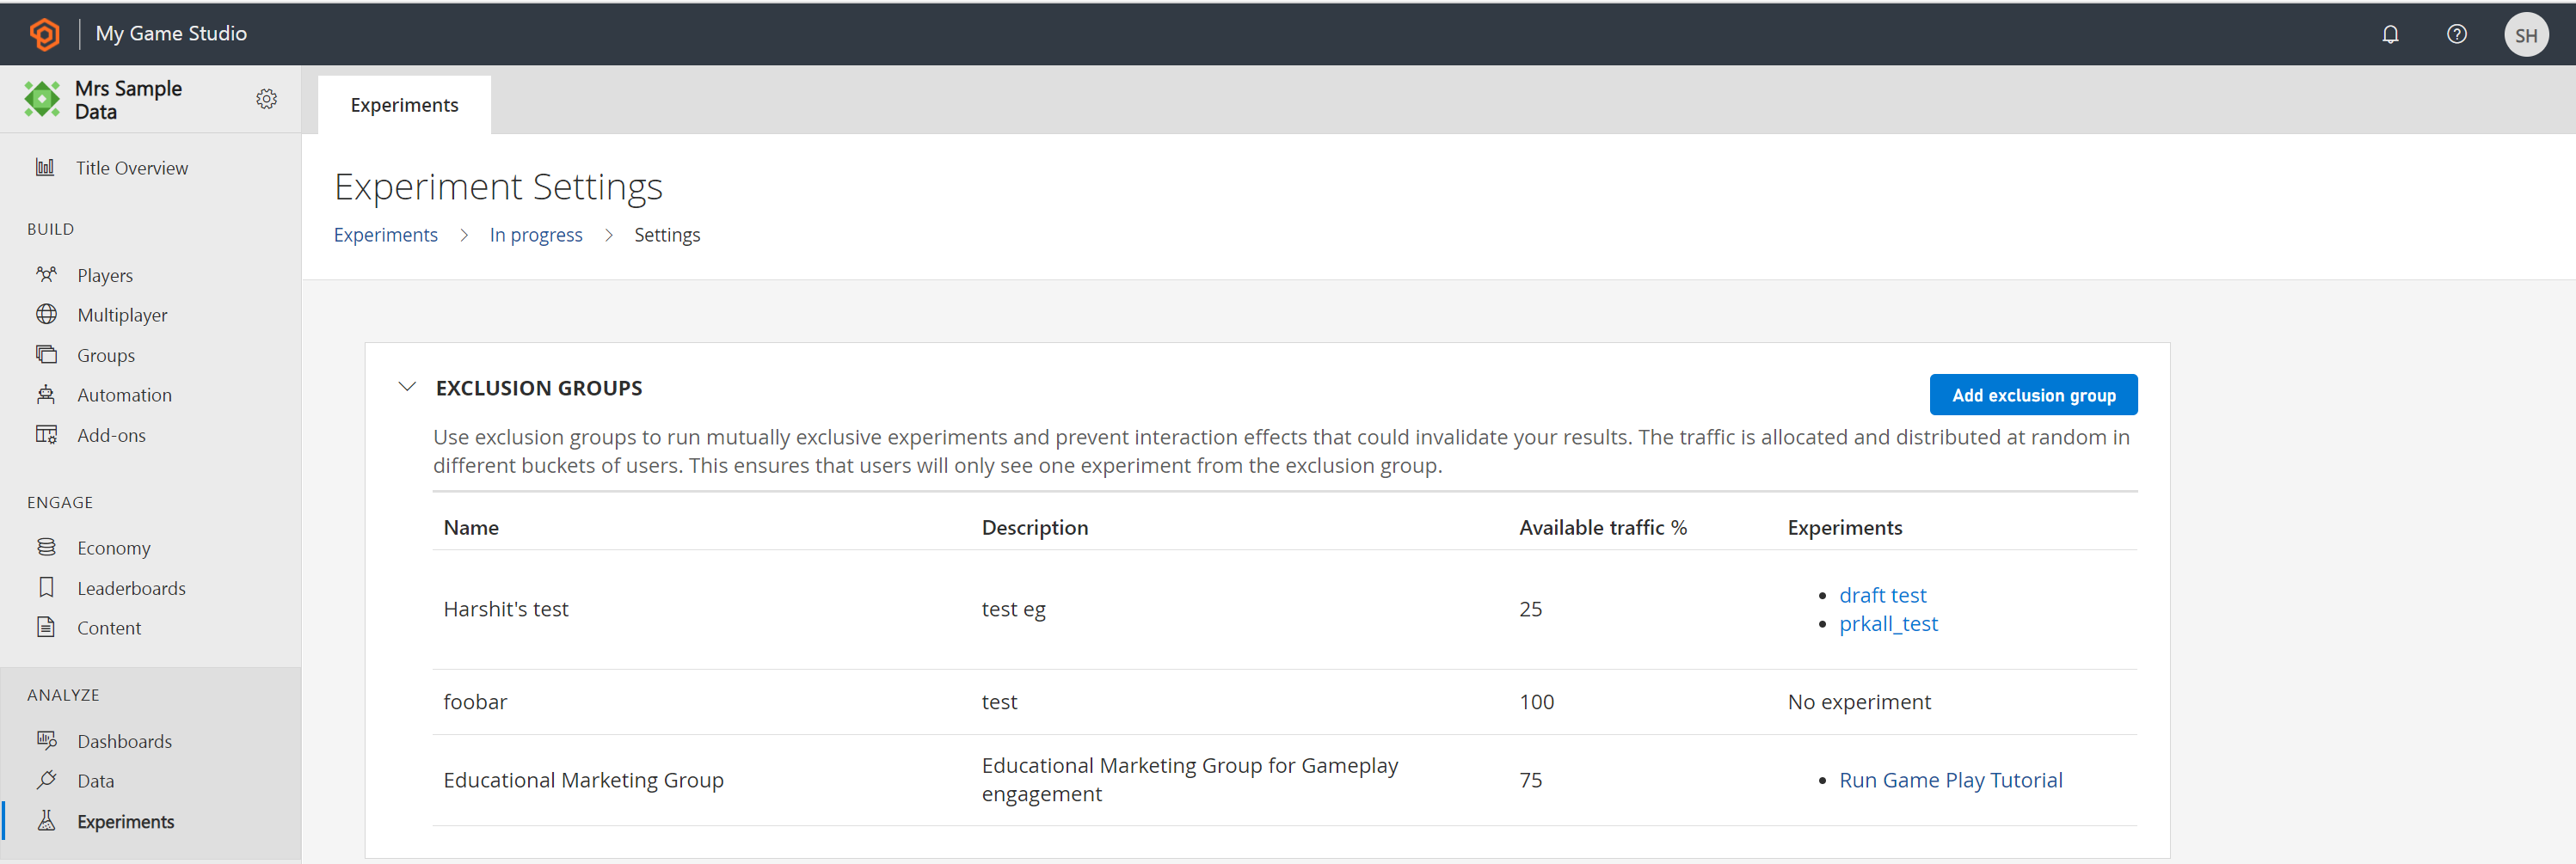 My Game Studio
SH
Mrs Sample
Data
Experiments
Title Overview
BUILD
Players
Multiplayer
Groups
Automation
Add-ons
ENGAGE
Economy
Leaderboards
Content
ANALYZE
Dashboards
Data
Experiments
Experiment Settings
Experiments > In progress > Settings
EXCLUSION GROUPS
Add exclusion group
Use exclusion groups to run mutually exclusive experiments and prevent interaction effects that could invalidate your results. The traffic is allocated and distributed at random in
different buckets of users. This ensures that users will only see one experiment from the exclusion group.
Name Description Available traffic % Experiments
Harshit's test test eg 25
• draft test
• prkall_test
foobar test 100 No experiment
Educational Marketing Group
Educational Marketing Group for Gameplay
engagement
75
• Run Game Play Tutorial